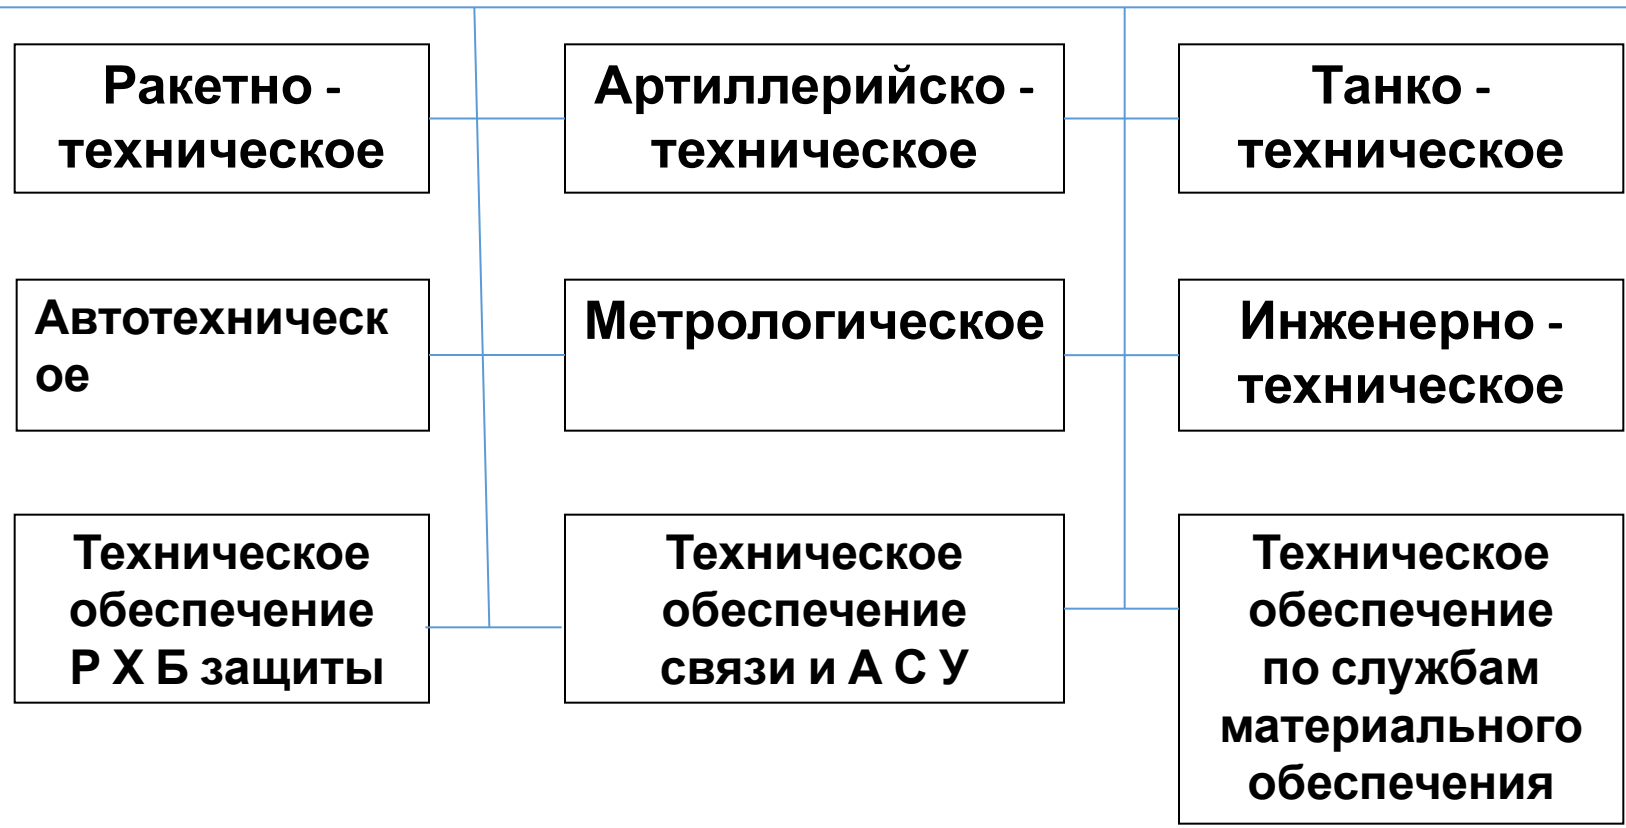 Ракетно -
техническое
Артиллерийско -
техническое
Танко -
техническое
Автотехническ
ое
Метрологическое
Инженерно -
техническое
Техническое
обеспечение
Р Х Б защиты
Техническое
обеспечение
связи и А С У
Техническое
обеспечение
по службам
материального
обеспечения